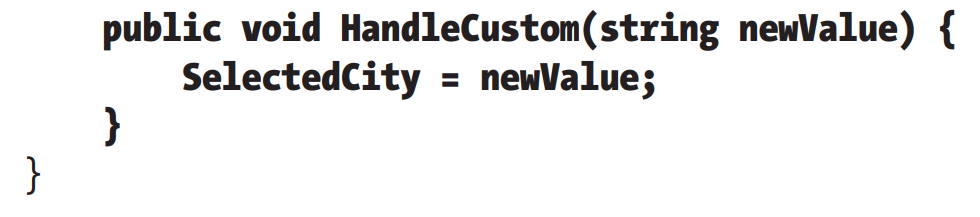 public void HandleCustom(string newValue) {
SelectedCity = newValue;
}
}